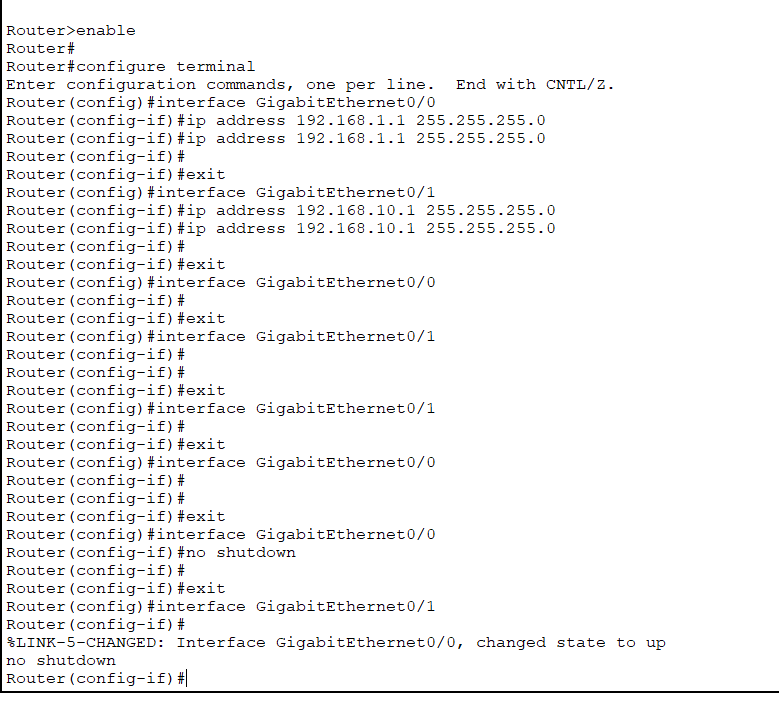 Router>enable
Router#
Router#configure terminal
Enter configuration commands, one per line.  End with CNTL/Z.
Router(config)#interface GigabitEthernet0/0
Router(config-if)#ip address 192.168.1.1 255.255.255.0
Router(config-if)#ip address 192.168.1.1 255.255.255.0
Router(config-if)#
Router(config-if)#exit
Router(config)#interface GigabitEthernet0/1
Router(config-if)#ip address 192.168.10.1 255.255.255.0
Router(config-if)#ip address 192.168.10.1 255.255.255.0
Router(config-if)#
Router(config-if)#exit
Router(config)#interface GigabitEthernet0/0
Router(config-if)#
Router(config-if)#exit
Router(config)#interface GigabitEthernet0/1
Router(config-if)#
Router(config-if)#
Router(config-if)#exit
Router(config)#interface GigabitEthernet0/1
Router(config-if)#
Router(config-if)#exit
Router(config)#interface GigabitEthernet0/0
Router(config-if)#
Router(config-if)#
Router(config-if)#exit
Router(config)#interface GigabitEthernet0/0
Router(config-if)#no shutdown
Router(config-if)#
Router(config-if)#exit
Router(config)#interface GigabitEthernet0/1
Router(config-if)#
%LINK-5-CHANGED: Interface GigabitEthernet0/0, changed state to up
no shutdown
Router(config-if)#